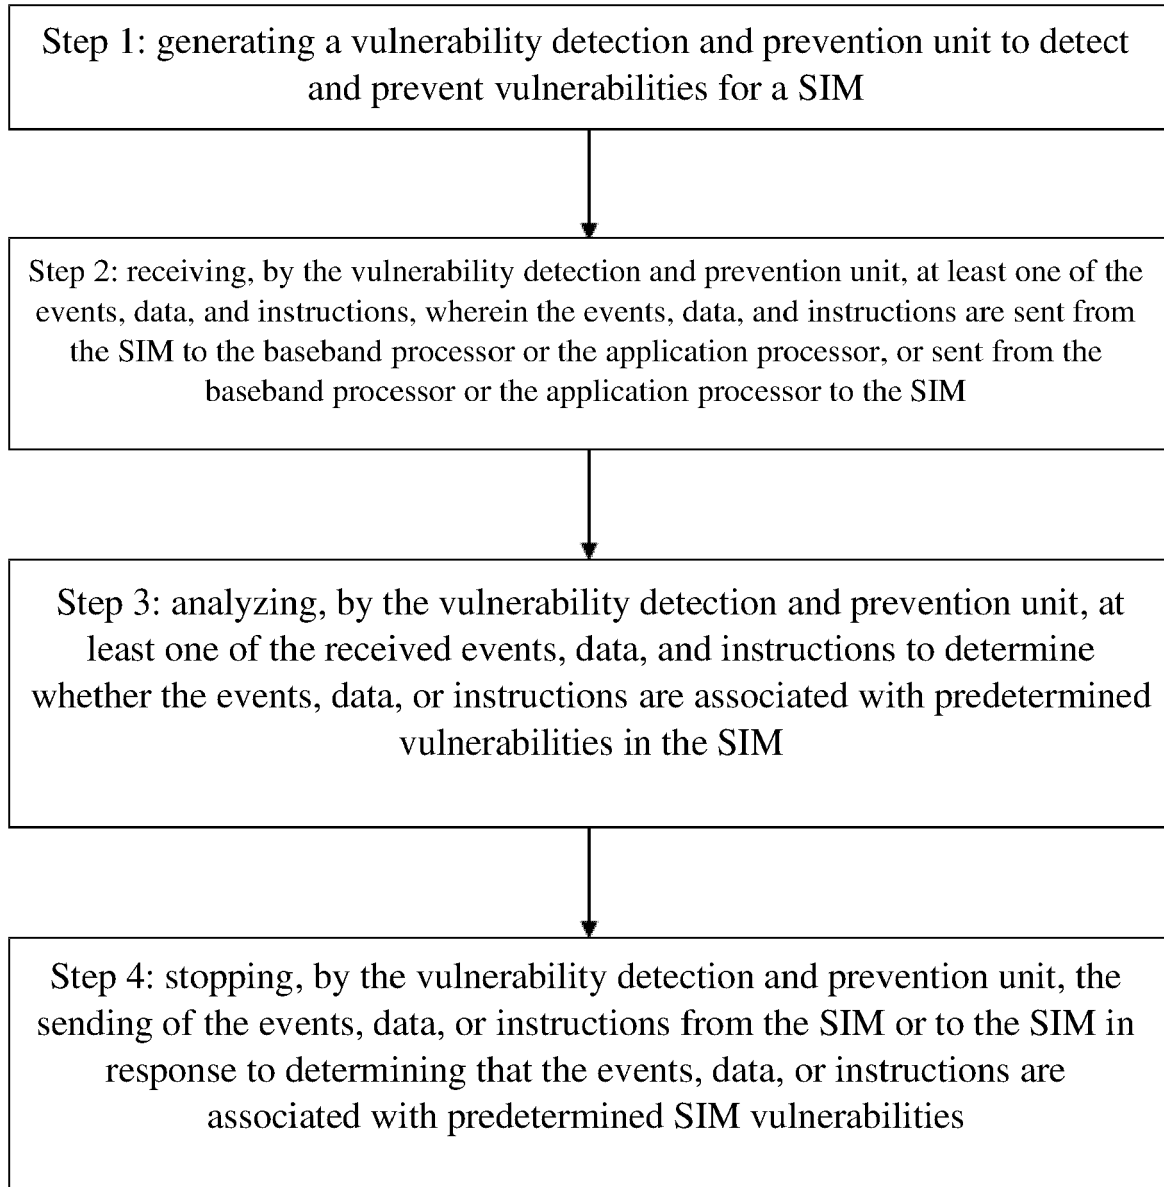 Step 1: generating a vulnerability detection and prevention unit to detect
and prevent vulnerabilities for a SIM
Step 2: receiving, by the vulnerability detection and prevention unit, at least one of the
events, data, and instructions, wherein the events, data, and instructions are sent from
the SIM to the baseband processor or the application processor, or sent from the
baseband processor or the application processor to the SIM
Step 3: analyzing, by the vulnerability detection and prevention unit, at
least one of the received events, data, and instructions to determine
whether the events, data, or instructions are associated with predetermined
vulnerabilities in the SIM
Step 4: stopping, by the vulnerability detection and prevention unit, the
sending of the events, data, or instructions from the SIM or to the SIM in
response to determining that the events, data, or instructions are
associated with predetermined SIM vulnerabilities